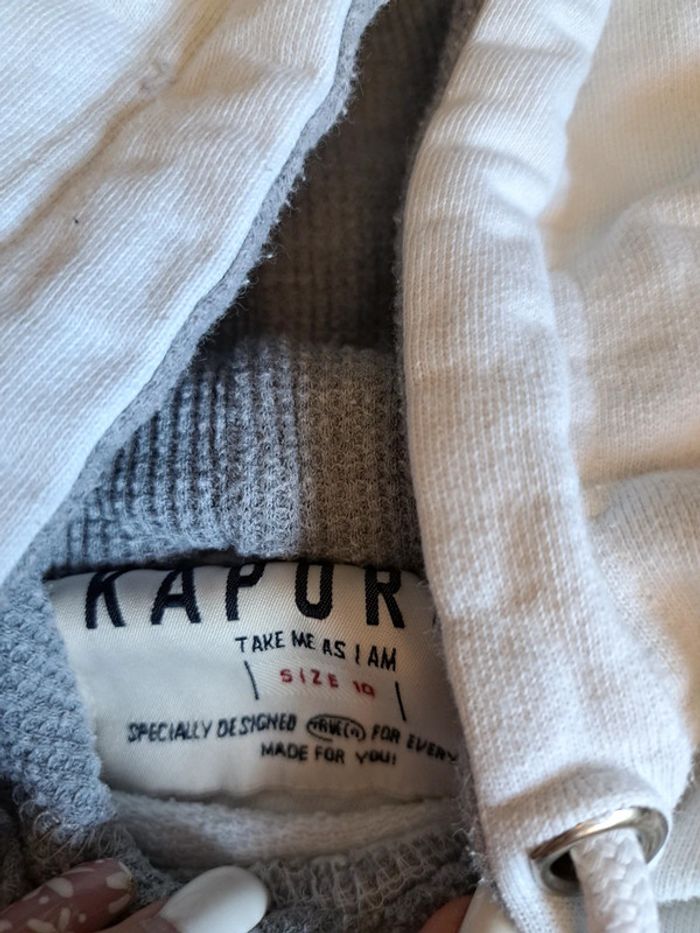 KAPOR
TAKE ME AS I AM
SIZE 10
SPECIALLY DESIGNED FOR EVERY
MADE FOR YOU!